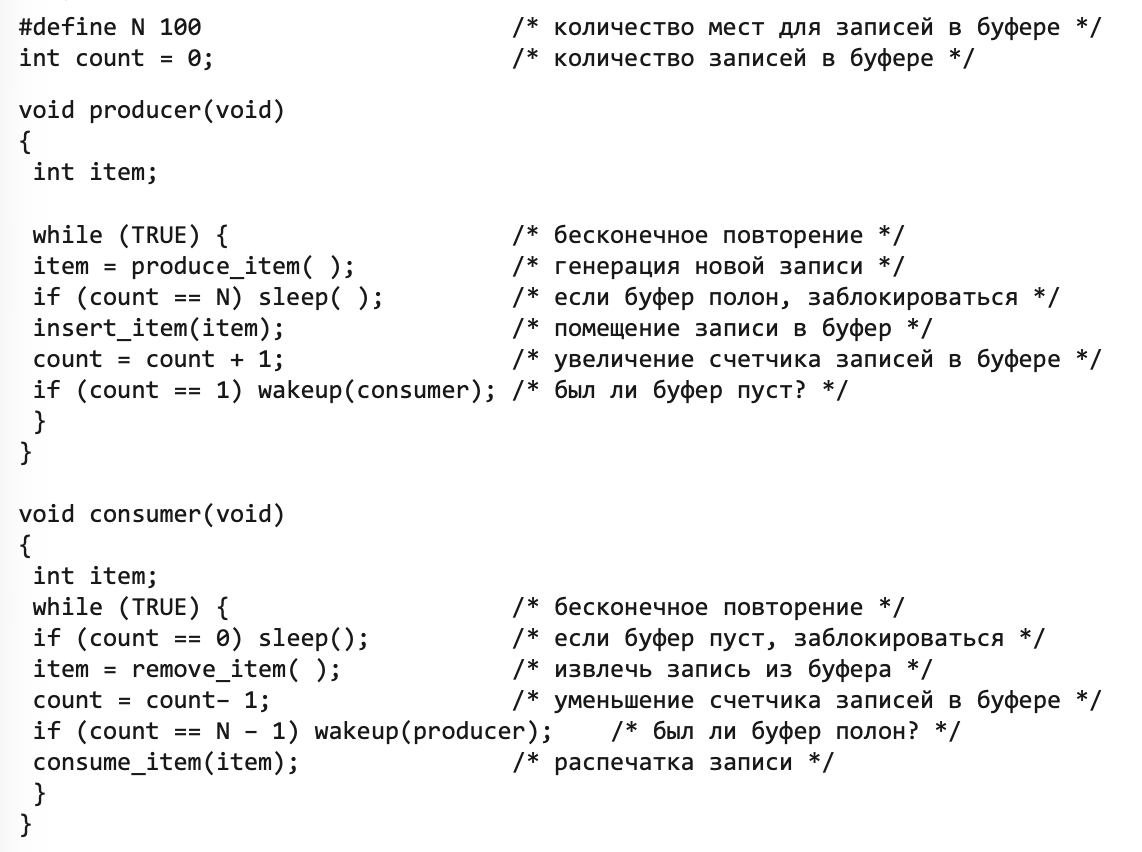 #define N 100 /* количество мест для записей в буфере */
int count = 0; /* количество записей в буфере */
void producer(void)
{
int item;
while (TRUE) { /* бесконечное повторение */
item = produce_item( ); /* генерация новой записи */
if (count == N) sleep( ); /* если буфер полон, заблокироваться */
insert_item(item); /* помещение записи в буфер */
count = count + 1; /* увеличение счетчика записей в буфере */
if (count == 1) wakeup(consumer); /* был ли буфер пуст? */
}
}
void consumer(void)
{
int item;
while (TRUE) { /* бесконечное повторение */
if (count == 0) sleep(); /* если буфер пуст, заблокироваться */
item = remove_item( ); /* извлечь запись из буфера */
count = count– 1; /* уменьшение счетчика записей в буфере */
if (count == N – 1) wakeup(producer); /* был ли буфер полон? */
consume_item(item); /* распечатка записи */
}
}